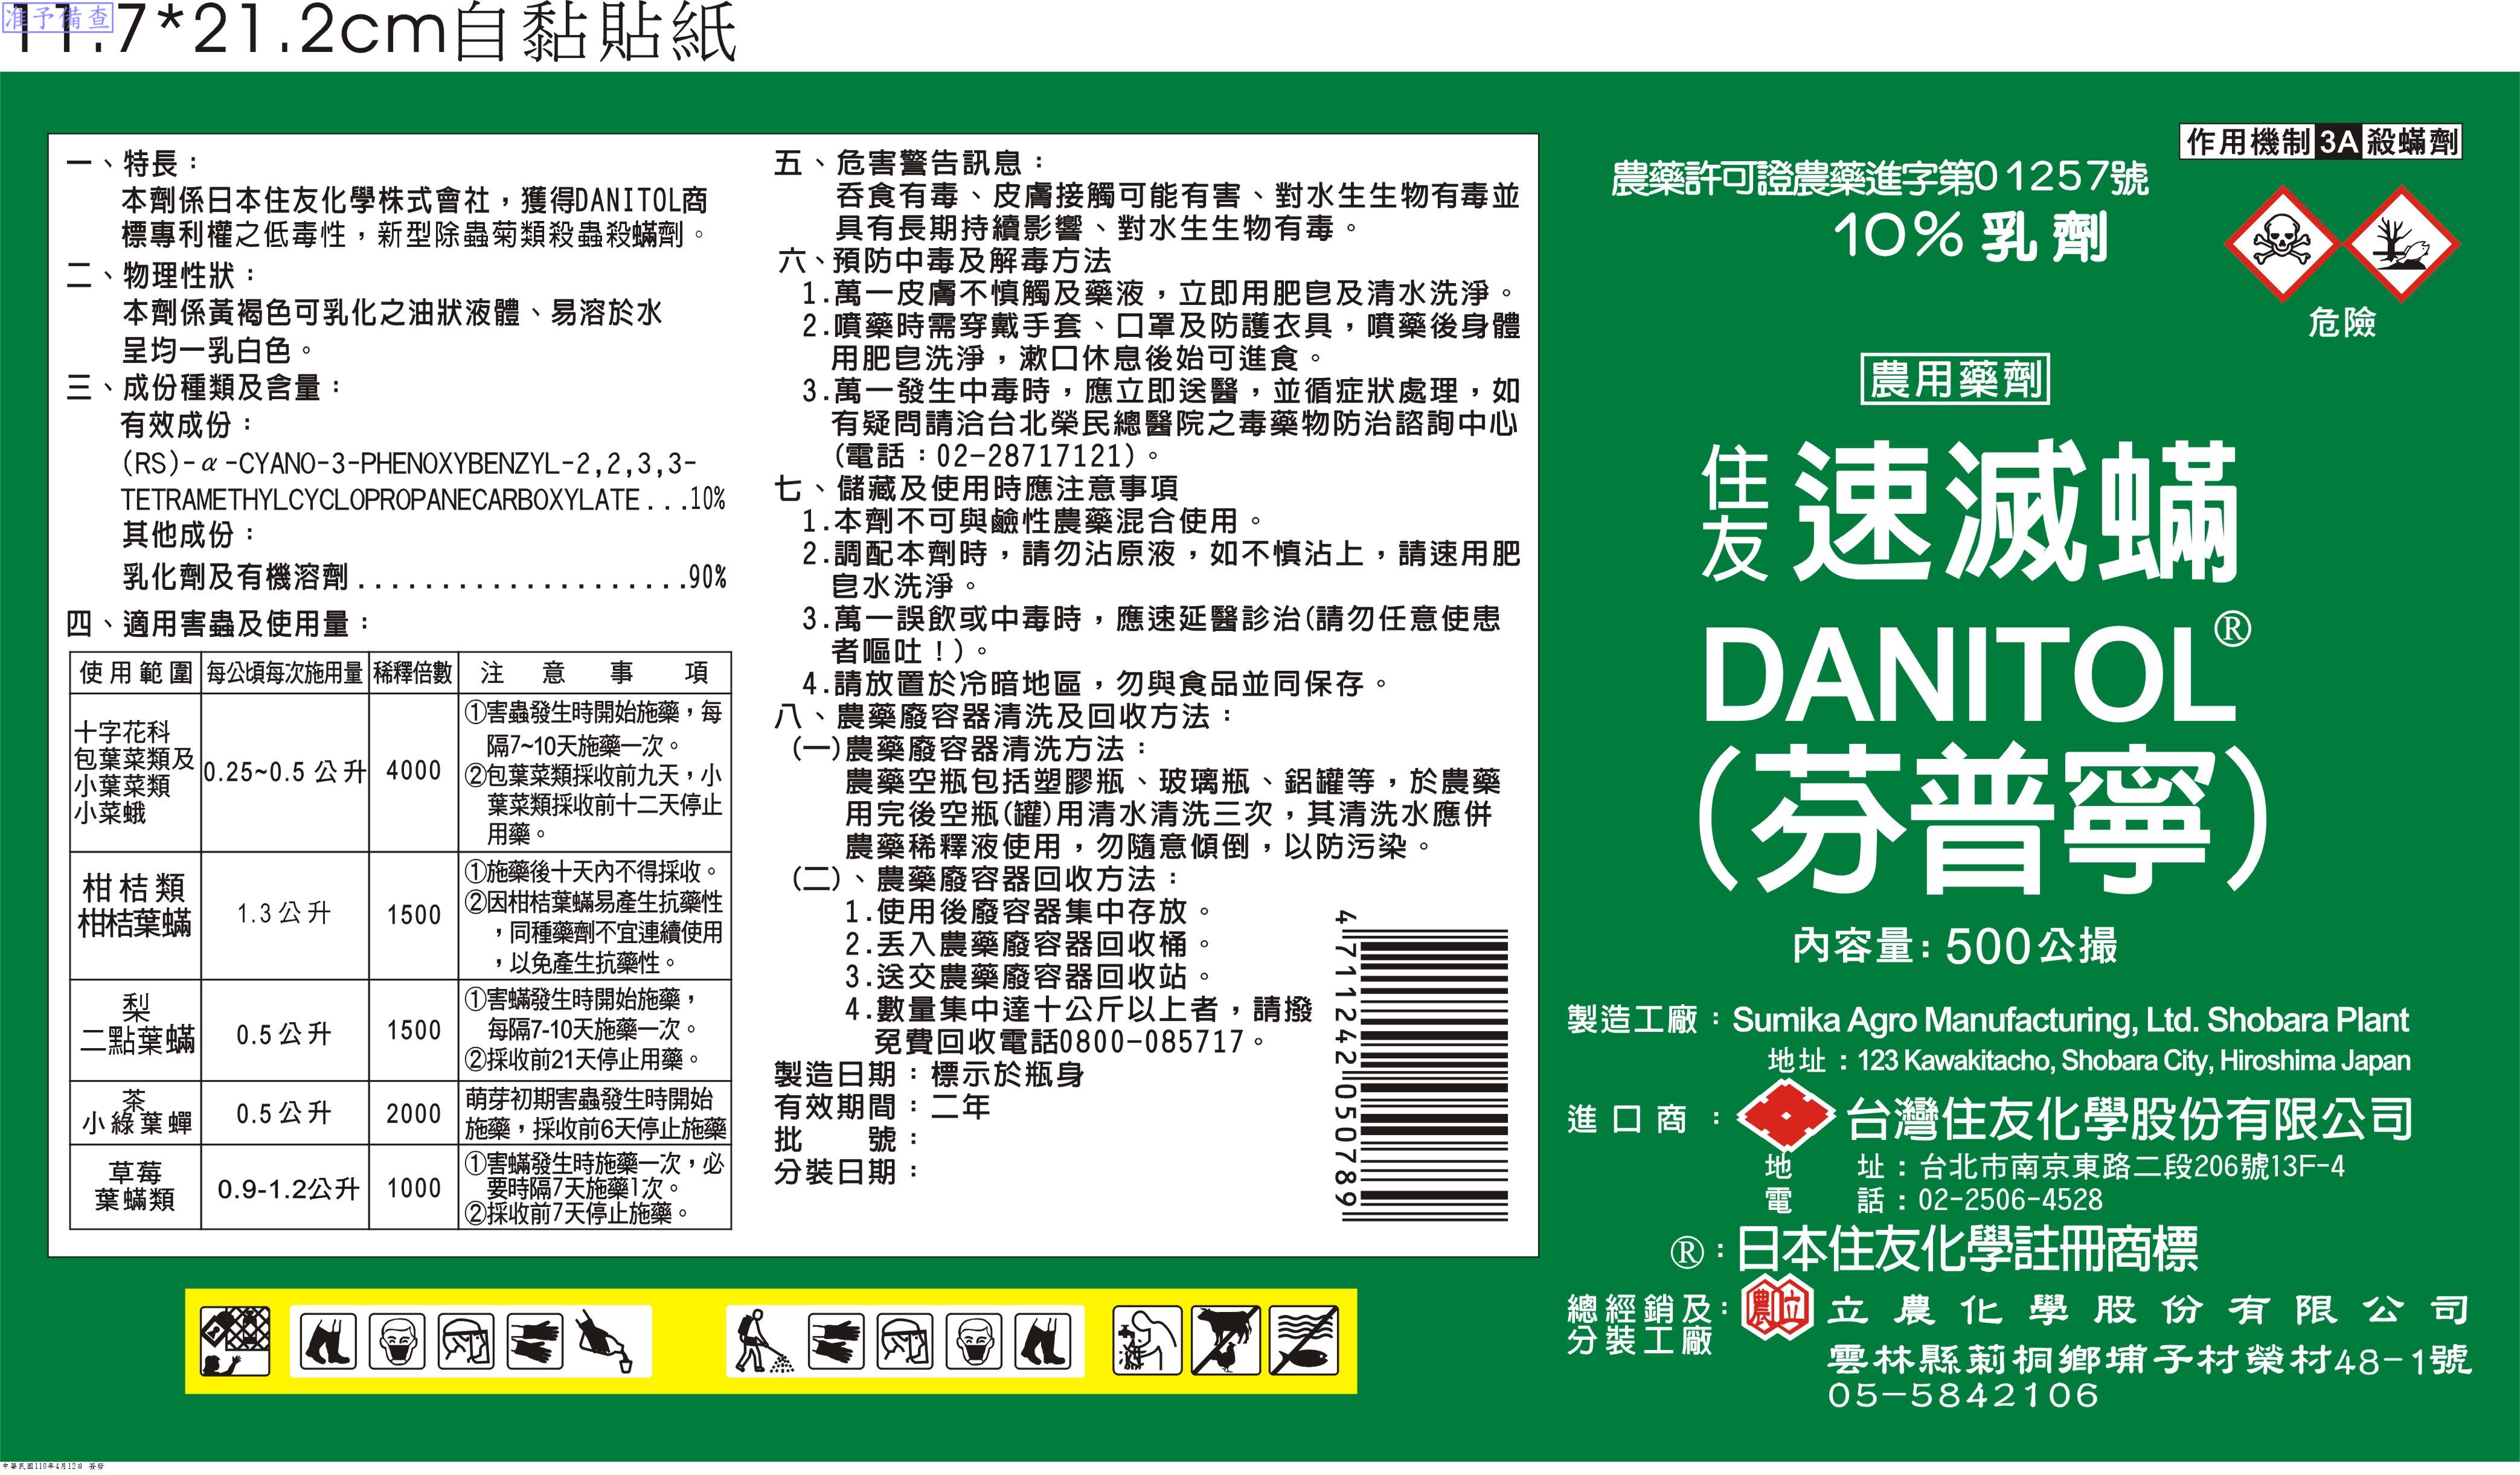 准予備查
11.7*21.2cm自黏貼紙
一、特長：
本劑係日本住友化學株式會社，獲得DANITOL商
標專利權之低毒性，新型除蟲菊類殺蟲殺蟎劑。
二、物理性狀：
本劑係黃褐色可乳化之油狀液體、易溶於水
呈均一乳白色。
三、成份種類及含量：
有效成份：
(RS)-α-CYANO-3-PHENOXYBENZYL-2,2,3,3-
TETRAMETHYLCYCLOPROPANECARBOXYLATE...10%
其他成份：
乳化劑及有機溶劑....................90%
四、適用害蟲及使用量：
使用範圍 每公頃每次施用量 稀釋倍數 注意事項
十字花科
包葉菜類及
小葉菜類
小菜蛾
0.25~0.5 公升 4000
①害蟲發生時開始施藥，每
隔7~10天施藥一次。
②包葉菜類採收前九天，小
葉菜類採收前十二天停止
用藥。
柑桔類
柑桔葉蟎
1.3公升 1500
①施藥後十天內不得採收。
②因柑桔葉蟎易產生抗藥性
，同種藥劑不宜連續使用
，以免產生抗藥性。
梨
二點葉蟎
0.5公升 1500
①害蟎發生時開始施藥，
每隔7-10天施藥一次。
②採收前21天停止用藥。
茶
小綠葉蟬
0.5公升 2000
萌芽初期害蟲發生時開始
施藥，採收前6天停止施藥
草莓
葉蟎類
0.9-1.2公升 1000
①害蟎發生時施藥一次，必
要時隔7天施藥1次。
②採收前7天停止施藥。
五、危害警告訊息：
吞食有毒、皮膚接觸可能有害、對水生生物有毒並
具有長期持續影響、對水生生物有毒。
六、預防中毒及解毒方法
1.萬一皮膚不慎觸及藥液，立即用肥皂及清水洗淨。
2.噴藥時需穿戴手套、口罩及防護衣具，噴藥後身體
用肥皂洗淨，漱口休息後始可進食。
3.萬一發生中毒時，應立即送醫，並循症狀處理，如
有疑問請洽台北榮民總醫院之毒藥物防治諮詢中心
(電話：02-28717121)。
七、儲藏及使用時應注意事項
1.本劑不可與鹼性農藥混合使用。
2.調配本劑時，請勿沾原液，如不慎沾上，請速用肥
皂水洗淨。
3.萬一誤飲或中毒時，應速延醫診治(請勿任意使患
者嘔吐！)。
4.請放置於冷暗地區，勿與食品並同保存。
八、農藥廢容器清洗及回收方法：
(一)農藥廢容器清洗方法：
農藥空瓶包括塑膠瓶、玻璃瓶、鋁罐等，於農藥
用完後空瓶(罐)用清水清洗三次，其清洗水應併
農藥稀釋液使用，勿隨意傾倒，以防污染。
(二)、農藥廢容器回收方法：
1.使用後廢容器集中存放。
2.丟入農藥廢容器回收桶。
3.送交農藥廢容器回收站。
4.數量集中達十公斤以上者，請撥
免費回收電話0800-085717。
製造日期：標示於瓶身
有效期間：二年
批號：
分裝日期：
4711242050789
作用機制 3A 殺蟎劑
農藥許可證農藥進字第01257號
10%乳劑
危險
農用藥劑
住友
速滅蟎
DANITOL®
(芬普寧)
內容量：500公撮
製造工廠：Sumika Agro Manufacturing, Ltd. Shobara Plant
地址：123 Kawakitacho, Shobara City, Hiroshima Japan
進口商：台灣住友化學股份有限公司
地址：台北市南京東路二段206號13F-4
電話：02-2506-4528
®：日本住友化學註冊商標
總經銷及
分裝工廠：
農立
立農化學股份有限公司
雲林縣莿桐鄉埔子村榮村48-1號
05-5842106
中華民國110年4月12日 簽發